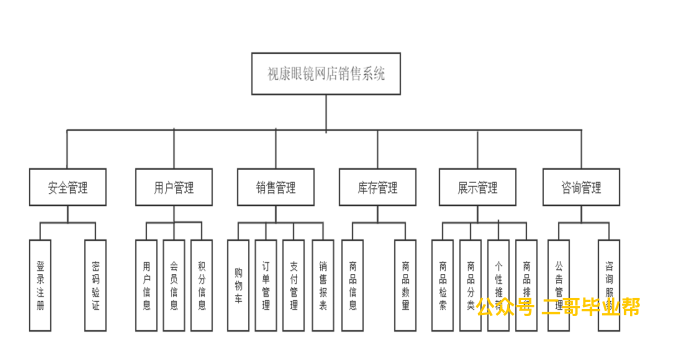 视康眼镜网店销售系统
安全管理
用户管理
销售管理
库存管理
展示管理
咨询管理
登录注册
密码验证
用户信息
会员信息
积分信息
购物车
订单管理
支付管理
销售报表
商品信息
商品数量
商品检索
商品分类
个性推
商品排
公告管理
咨询服
公众号 二哥毕业帮